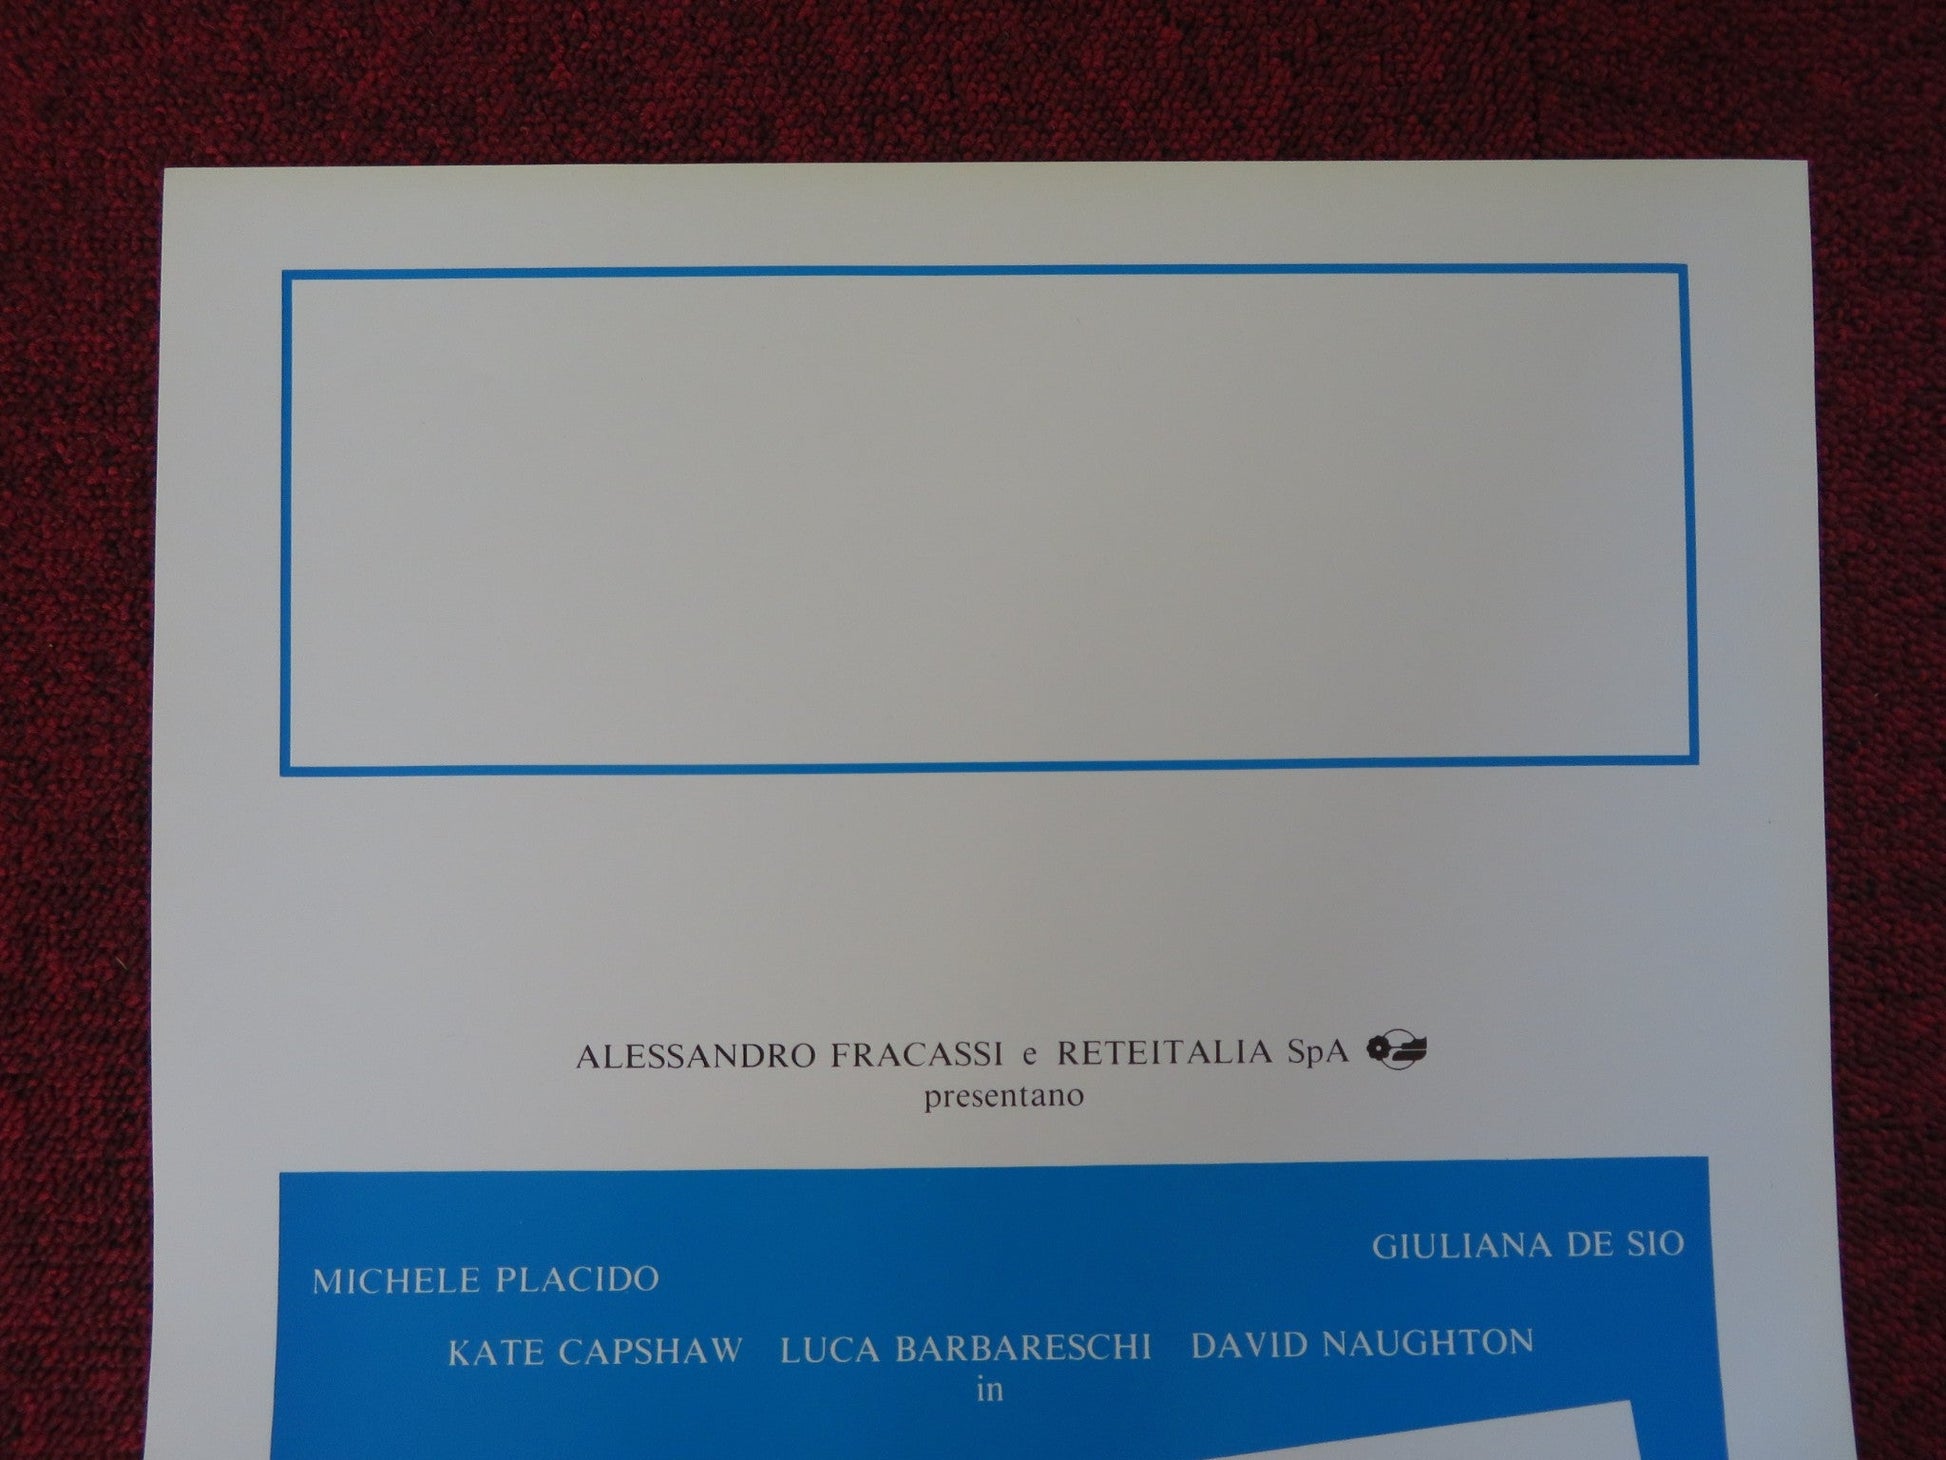 ALESSANDRO FRACASSI e RETEITALIA SpA
presentano
GIULIANA DE SIO
MICHELE PLACIDO
KATE CAPSHAW LUCA BARBARESCHI DAVID NAUGHTON
in